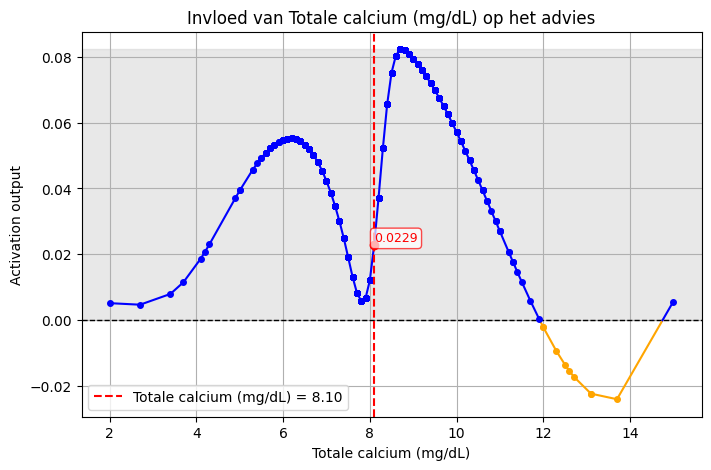 Invloed van Totale calcium (mg/dL) op het advies
Activation output
0.08
0.06
0.04
0.02
0.00
−0.02
0.0229
Totale calcium (mg/dL) = 8.10
2 4 6 8 10 12 14
Totale calcium (mg/dL)